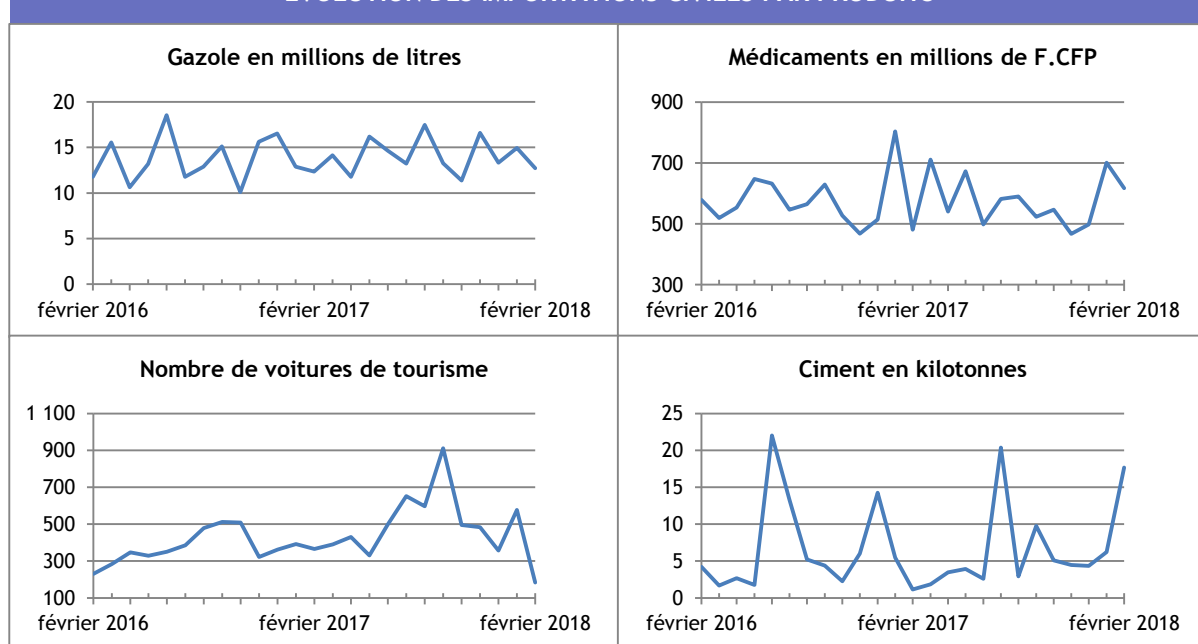 Gazole en millions de litres
20
15
10
5
0
février 2016 février 2017 février 2018
Médicaments en millions de F.CFP
900
700
500
300
février 2016 février 2017 février 2018
Nombre de voitures de tourisme
1 100
900
700
500
300
100
février 2016 février 2017 février 2018
Ciment en kilotonnes
25
20
15
10
5
0
février 2016 février 2017 février 2018